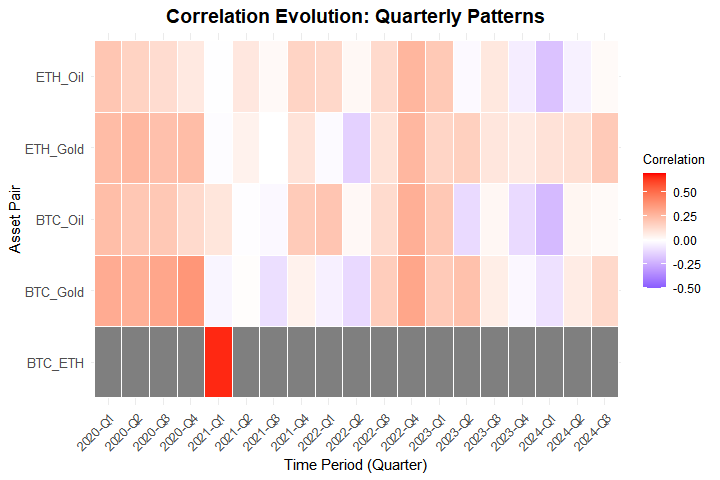 Correlation Evolution: Quarterly Patterns
Asset Pair
ETH_Oil
ETH_Gold
BTC_Oil
BTC_Gold
BTC_ETH
2020-Q1
2020-Q2
2020-Q3
2020-Q4
2021-Q1
2021-Q2
2021-Q3
2021-Q4
2022-Q1
2022-Q2
2022-Q3
2022-Q4
2023-Q1
2023-Q2
2023-Q3
2023-Q4
2024-Q1
2024-Q2
2024-Q3
Time Period (Quarter)
Correlation
0.50
0.25
0.00
-0.25
-0.50